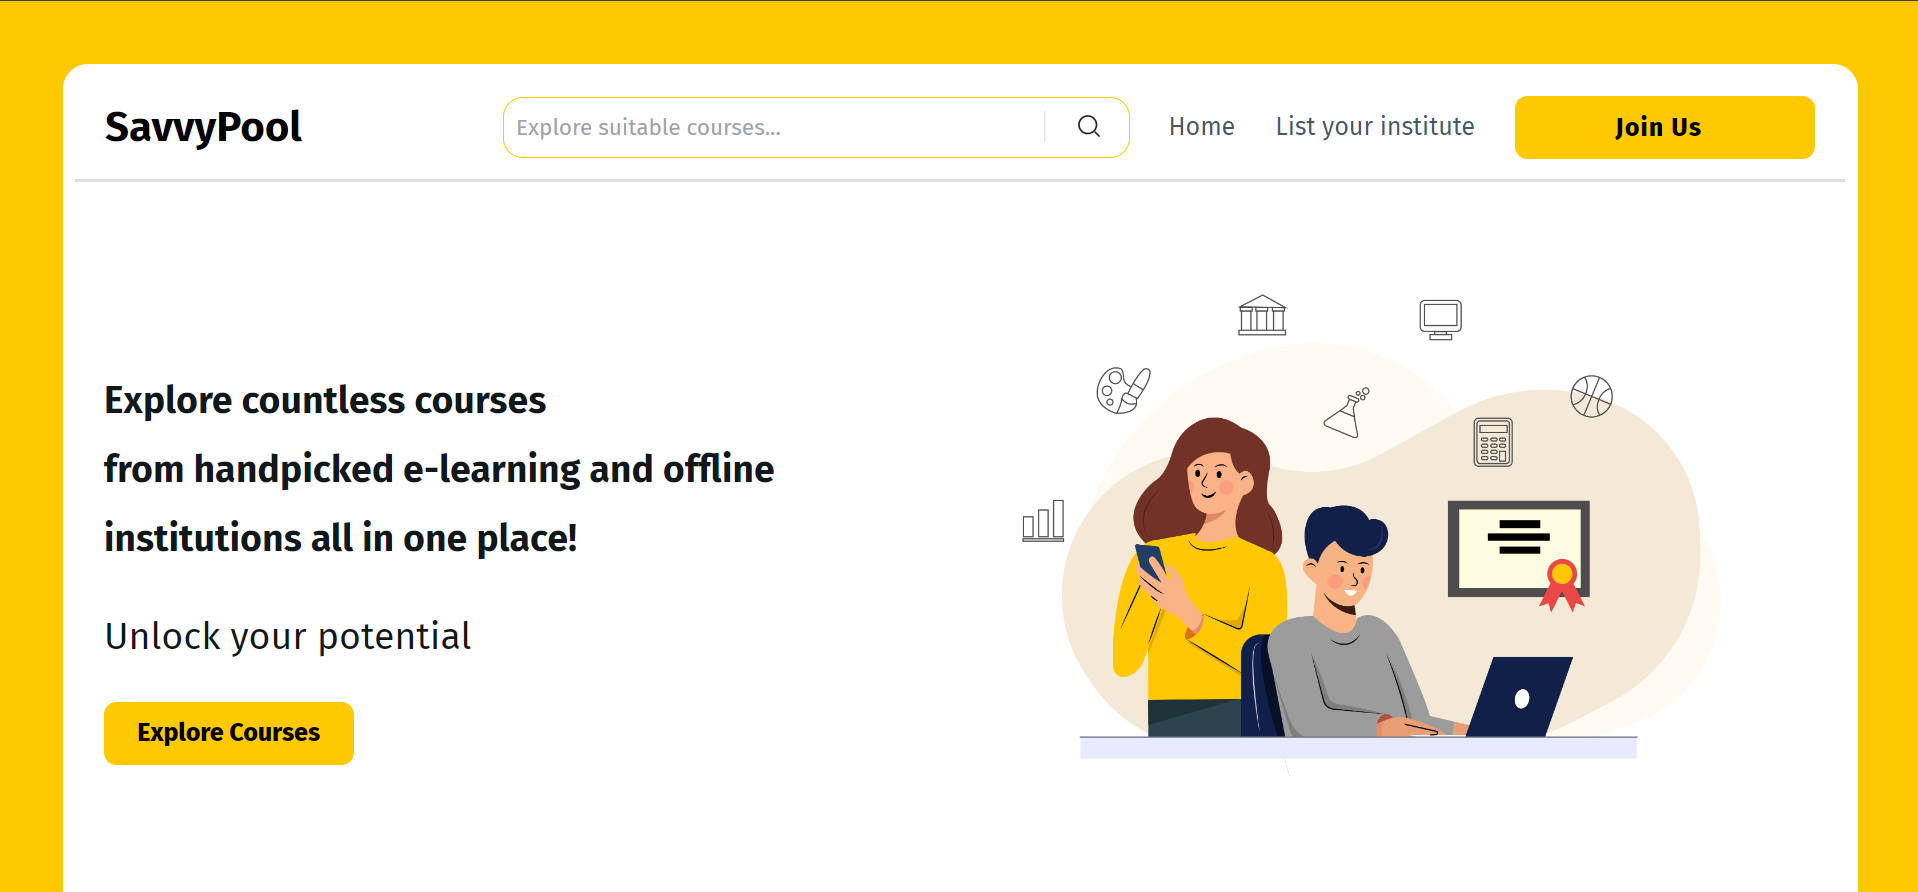 SavvyPool
Explore suitable courses...
Home
List your institute
Join Us
Explore countless courses
from handpicked e-learning and offline
institutions all in one place!
Unlock your potential
Explore Courses